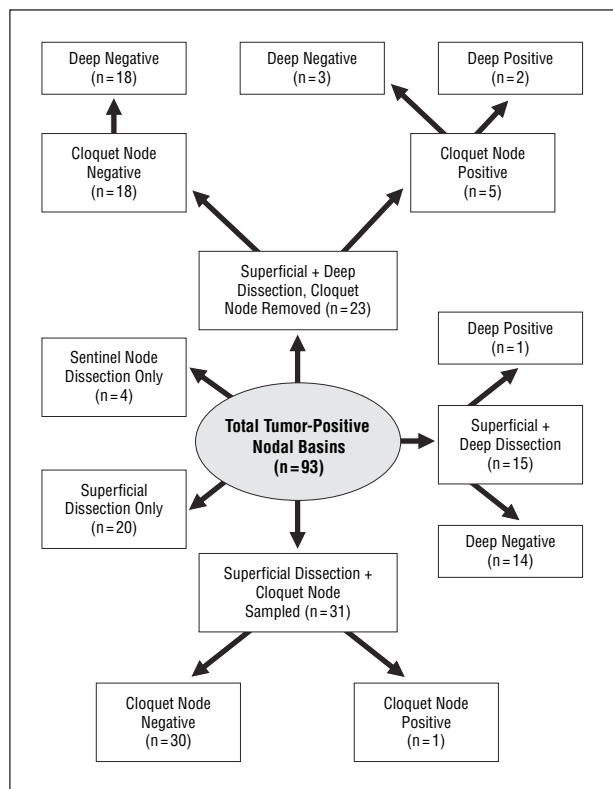 Deep Negative
(n=18)
Deep Negative
(n=3)
Deep Positive
(n=2)
Cloquet Node
Negative
(n=18)
Cloquet Node
Positive
(n=5)
Superficial + Deep
Dissection, Cloquet
Node Removed (n=23)
Sentinel Node
Dissection Only
(n=4)
Deep Positive
(n=1)
Total Tumor-Positive
Nodal Basins
(n=93)
Superficial +
Deep Dissection
(n=15)
Superficial
Dissection Only
(n=20)
Deep Negative
(n=14)
Superficial Dissection +
Cloquet Node
Sampled (n=31)
Cloquet Node
Negative
(n=30)
Cloquet Node
Positive
(n=1)